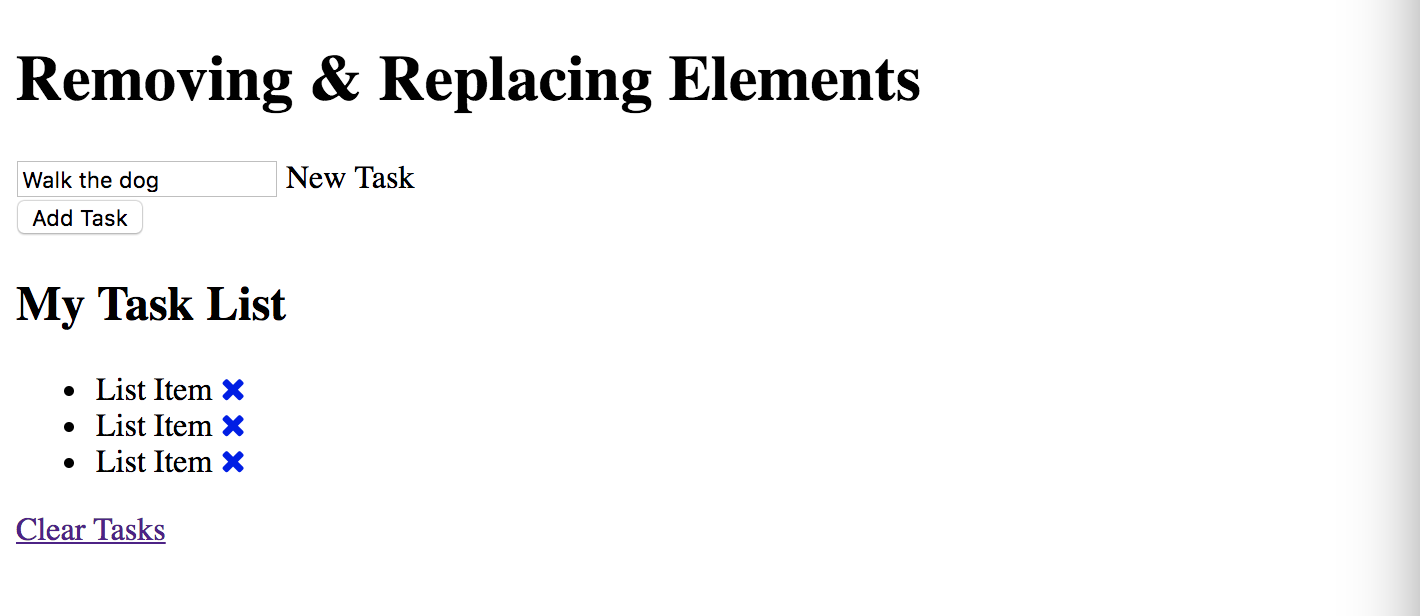 Removing & Replacing Elements
Walk the dog New Task
Add Task
My Task List
List Item
List Item
List Item
Clear Tasks